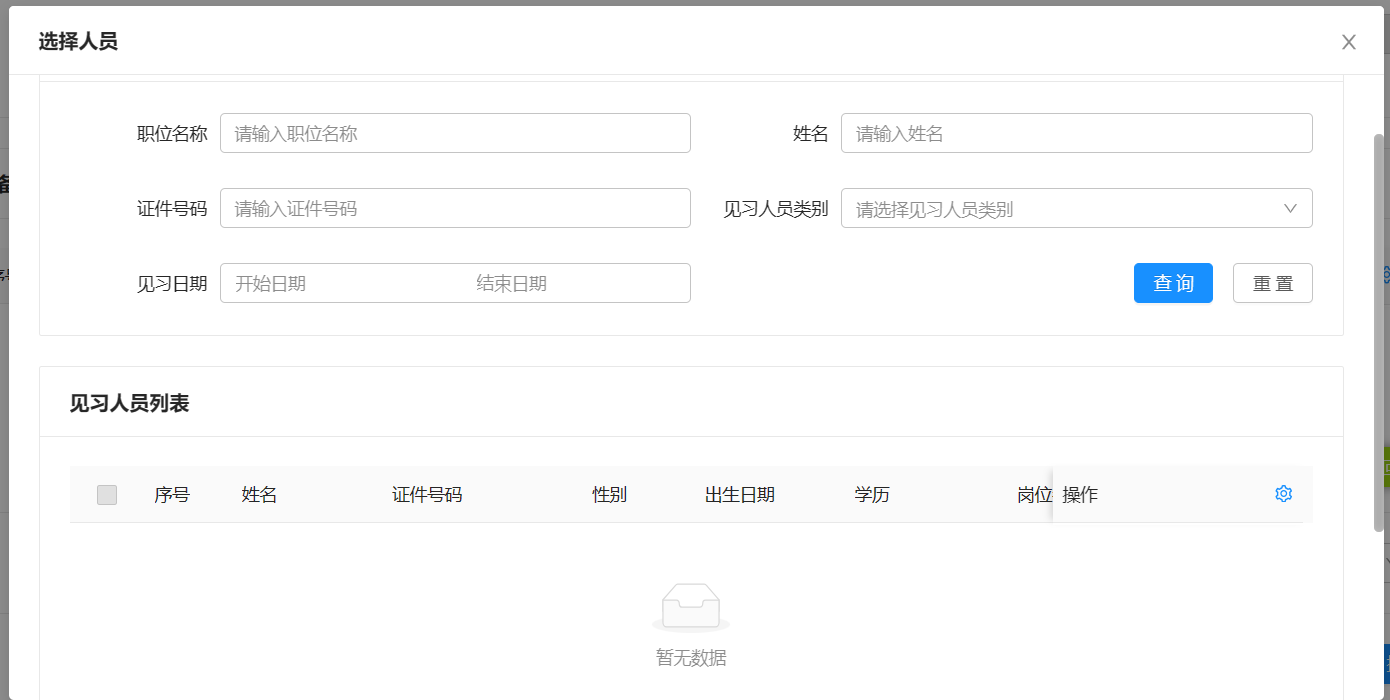 选择人员
职位名称 请输入职位名称 姓名 请输入姓名
证件号码 请输入证件号码 见习人员类别 请选择见习人员类别
见习日期 开始日期 结束日期 查询 重置
见习人员列表
序号 姓名 证件号码 性别 出生日期 学历 岗位 操作
暂无数据